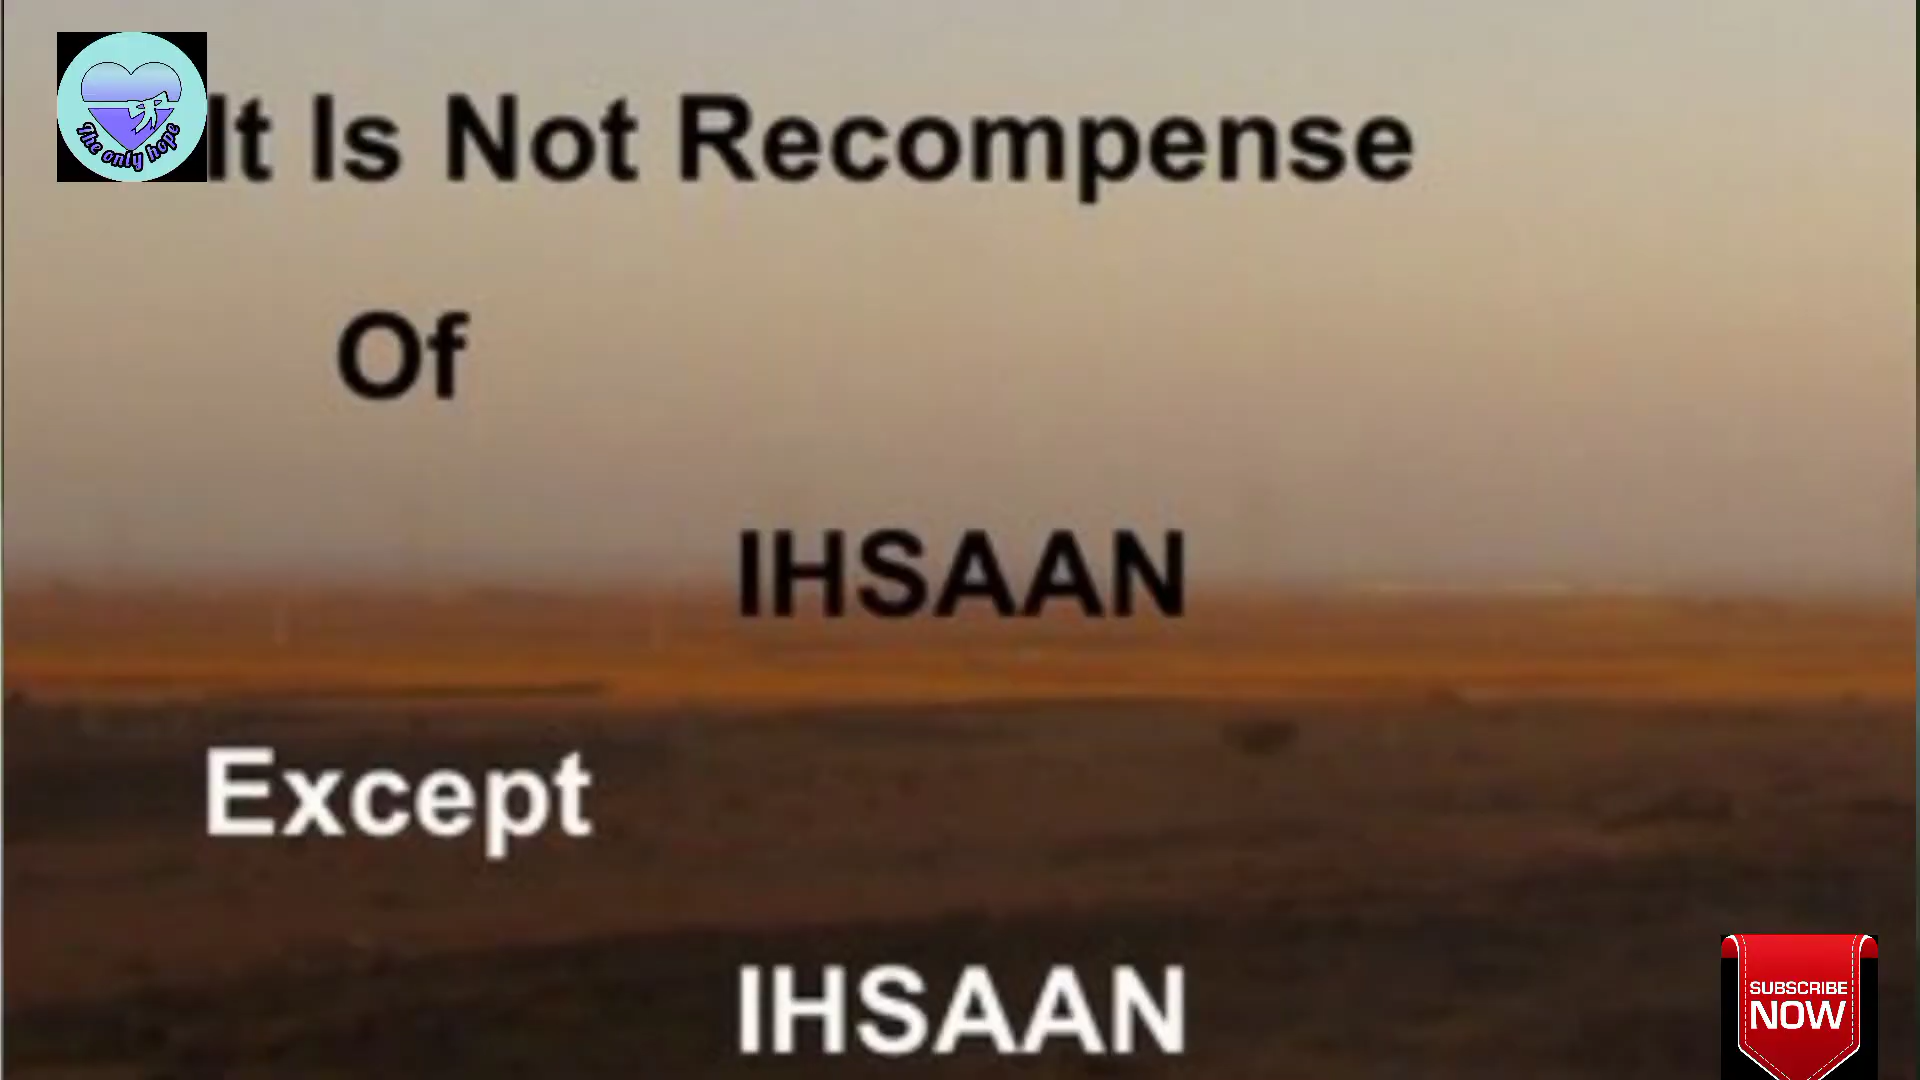 The only hope
It Is Not Recompense
Of
IHSAAN
Except
IHSAAN
SUBSCRIBE
NOW